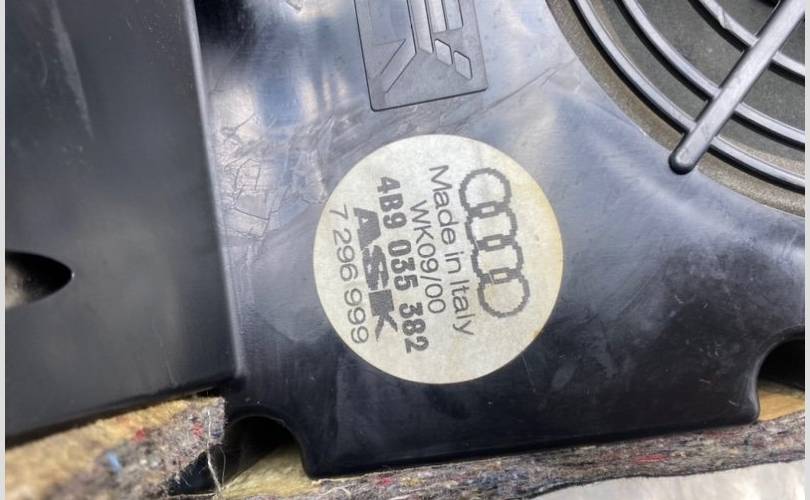 Made in Italy
WK09/00
4B9 035 382
ASK
7 296 999